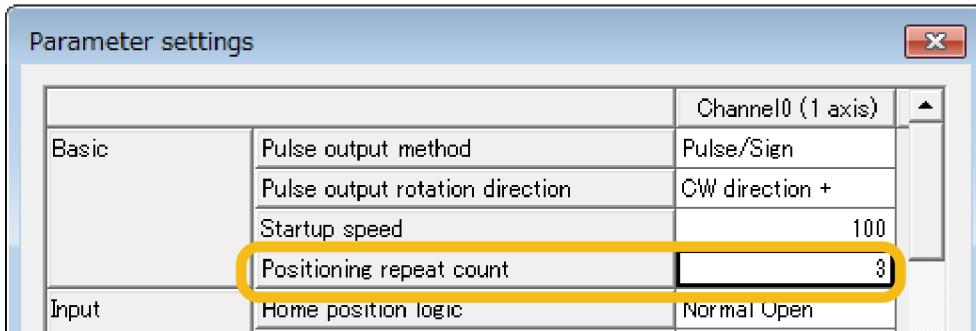 Parameter settings
Channel0 (1 axis)
Basic Pulse output method Pulse/Sign
Pulse output rotation direction CW direction +
Startup speed 100
Positioning repeat count 3
Input Home position logic Normal Open